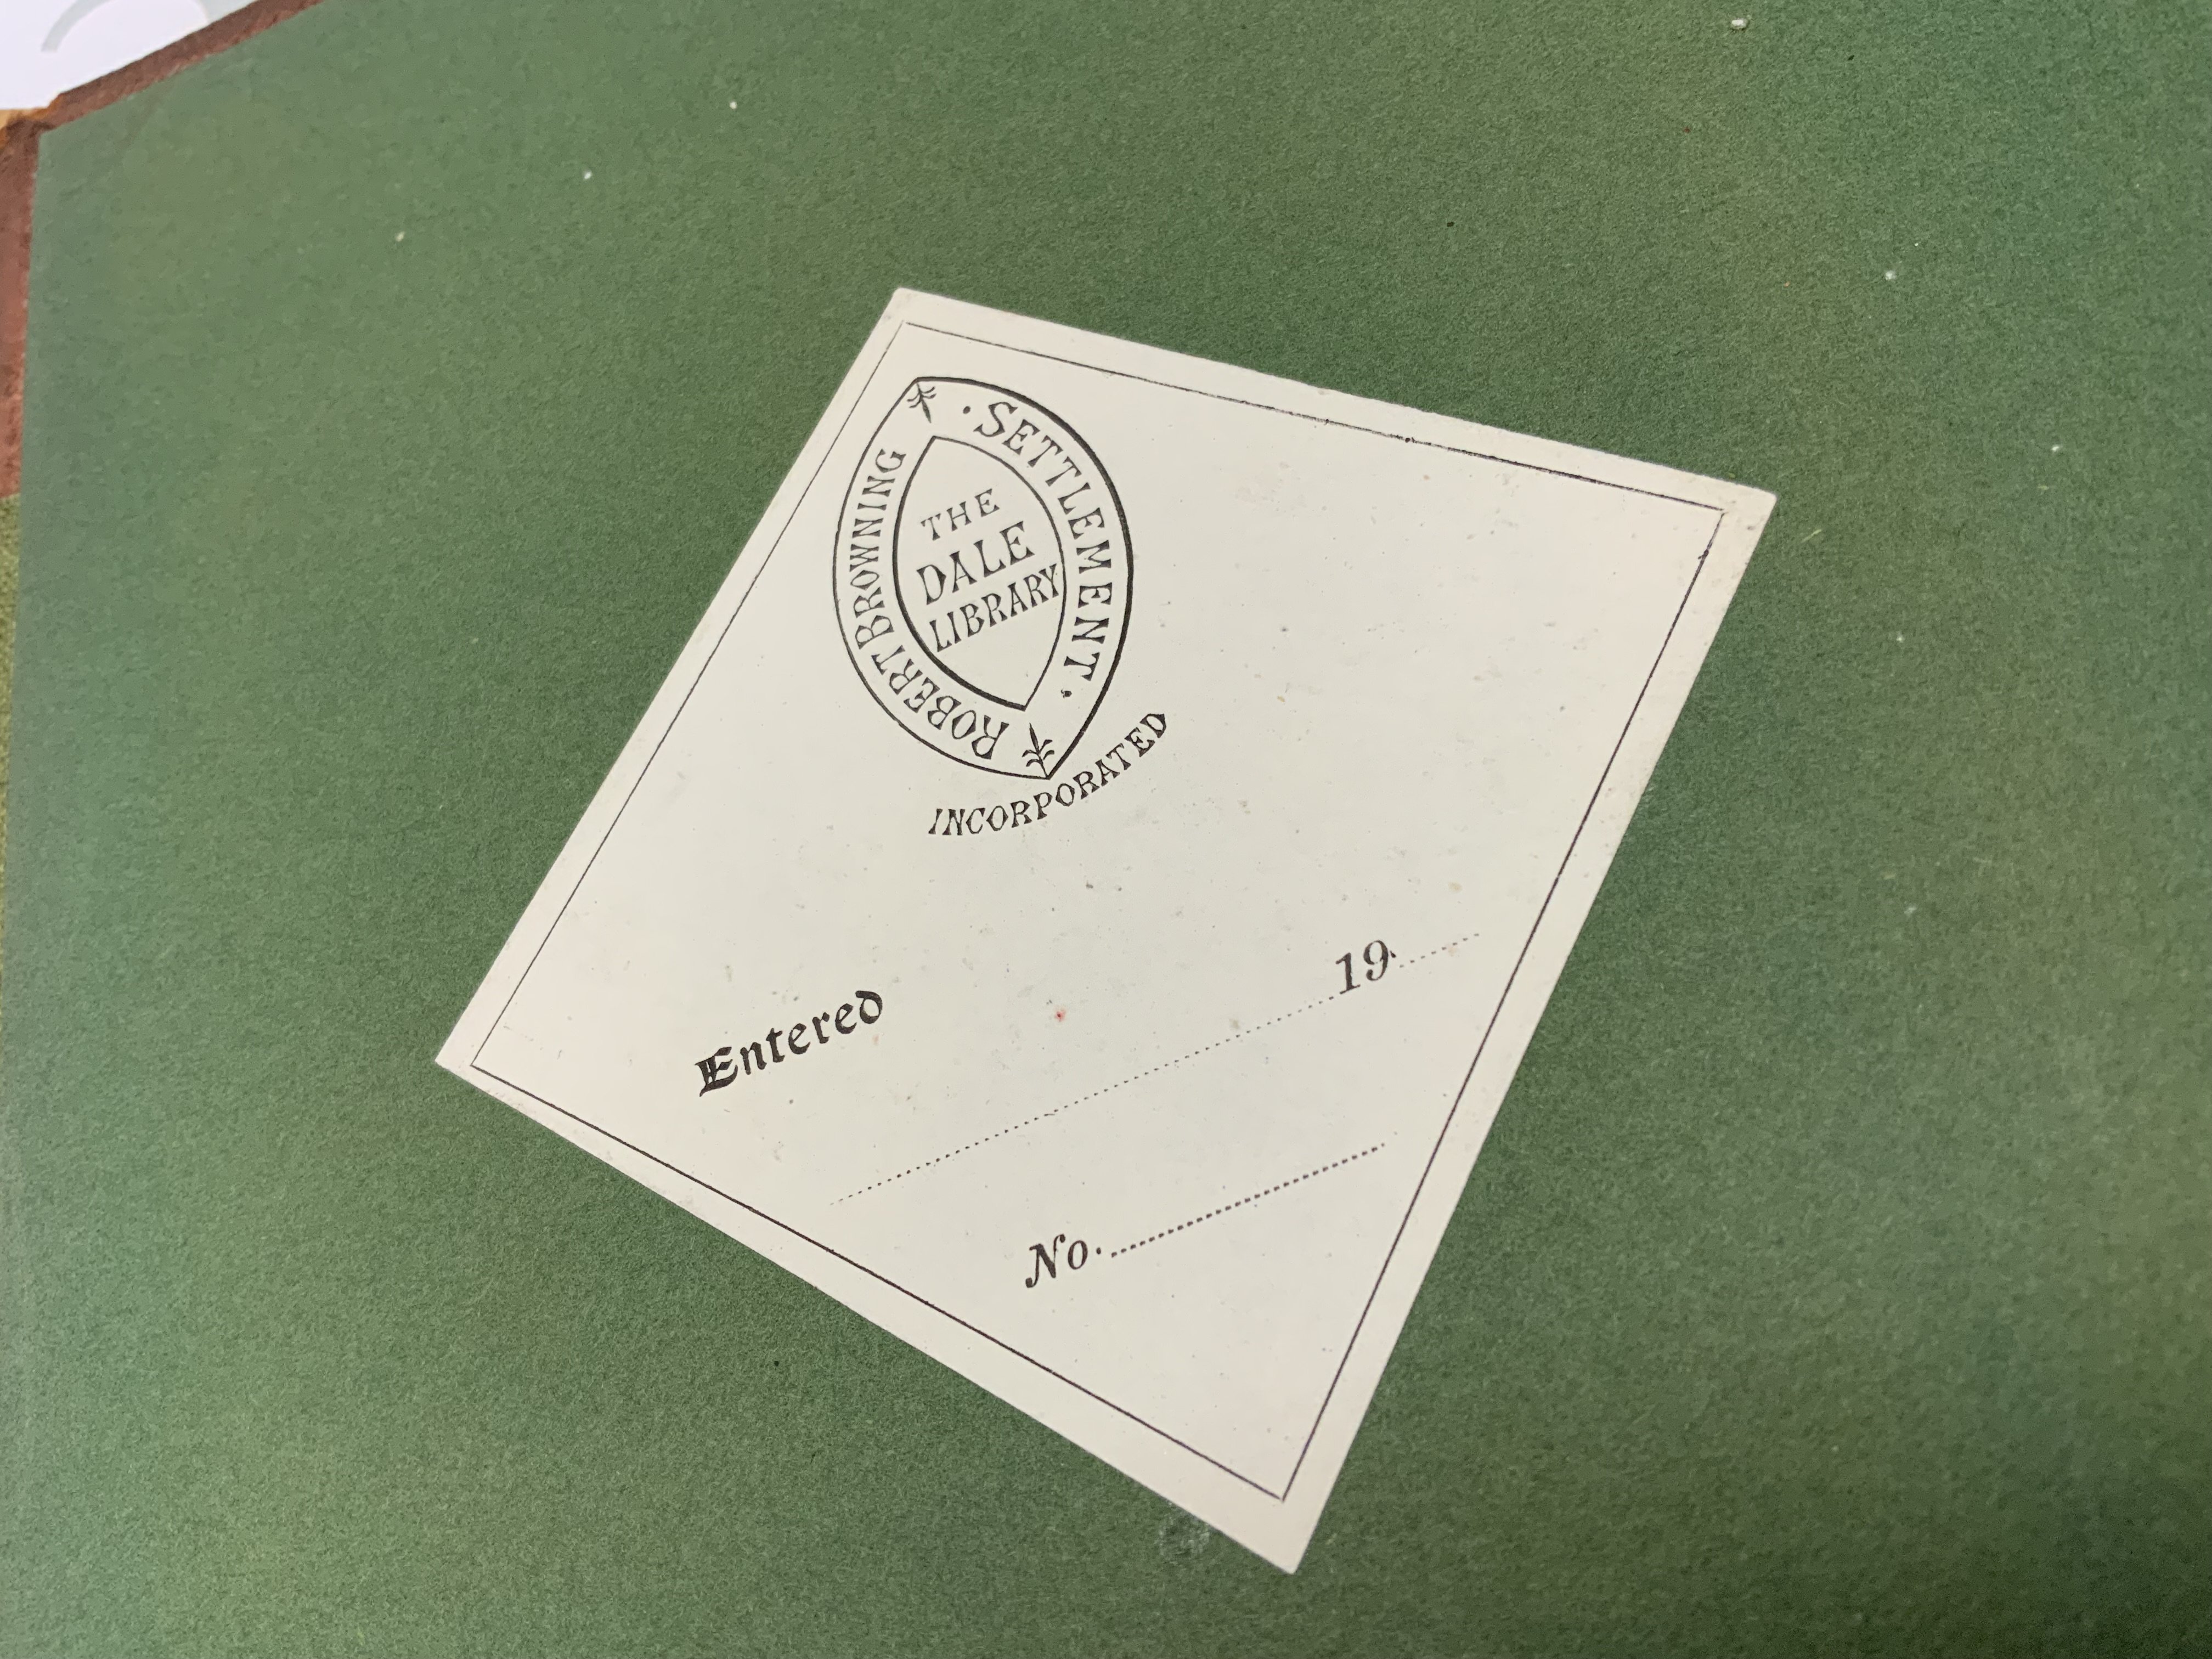 ROBERT BROWNING · SETTLEMENT ·
THE
DALE
LIBRARY
INCORPORATED
Entered
19
No.